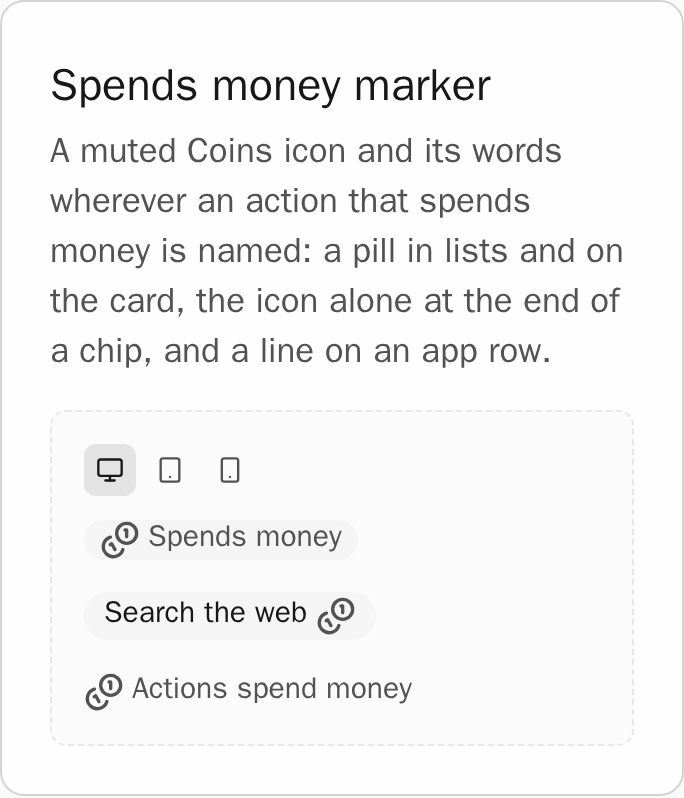 Spends money marker
A muted Coins icon and its words
wherever an action that spends
money is named: a pill in lists and on
the card, the icon alone at the end of
a chip, and a line on an app row.
Spends money
Search the web
Actions spend money